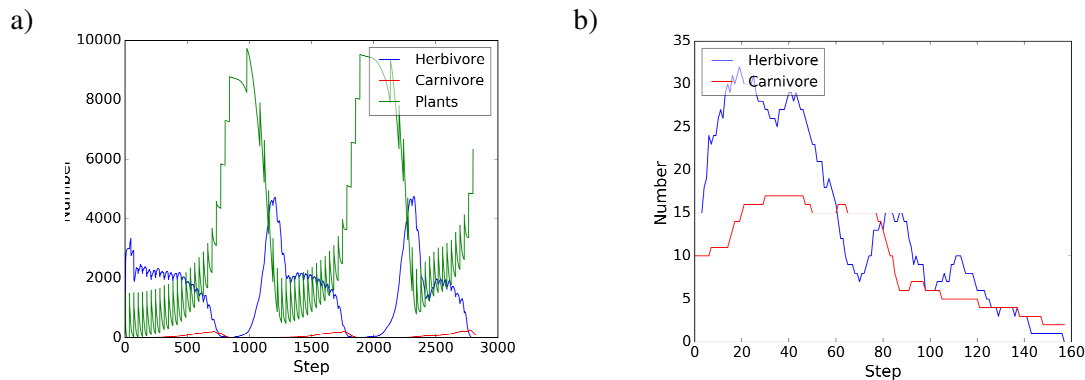 a)
b)
10000
8000
6000
4000
2000
0
Number
0 500 1000 1500 2000 2500 3000
Step
Herbivore
Carnivore
Plants
35
30
25
20
15
10
5
0
Number
0 20 40 60 80 100 120 140 160
Step
Herbivore
Carnivore